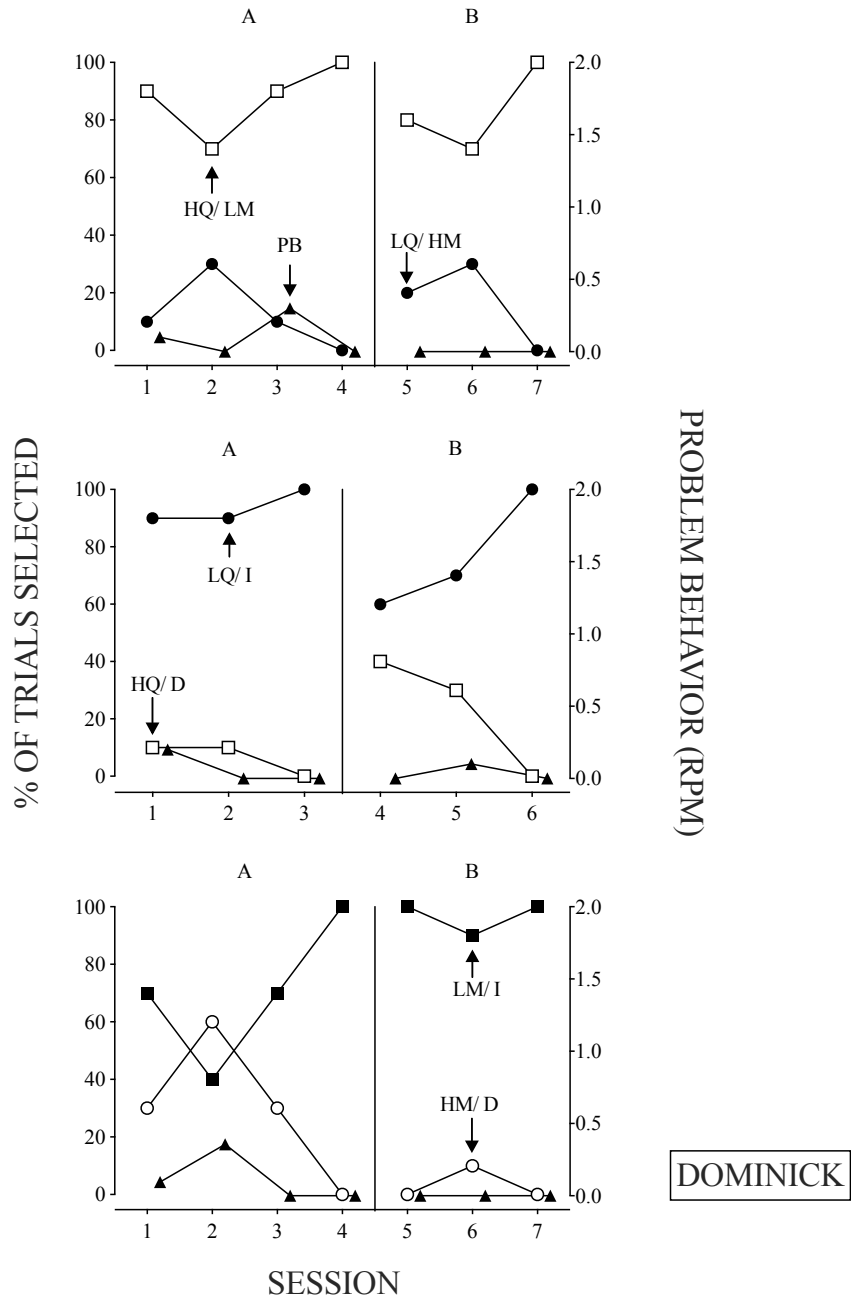 A B
100
80
60
40
20
0
2.0
1.5
1.0
0.5
0.0
HQ/ LM
PB
LQ/ HM
1 2 3 4 5 6 7
A B
100
80
60
40
20
0
2.0
1.5
1.0
0.5
0.0
LQ/ I
HQ/ D
1 2 3 4 5 6
A B
100
80
60
40
20
0
2.0
1.5
1.0
0.5
0.0
LM/ I
HM/ D
1 2 3 4 5 6 7
% OF TRIALS SELECTED
PROBLEM BEHAVIOR (RPM)
SESSION
DOMINICK